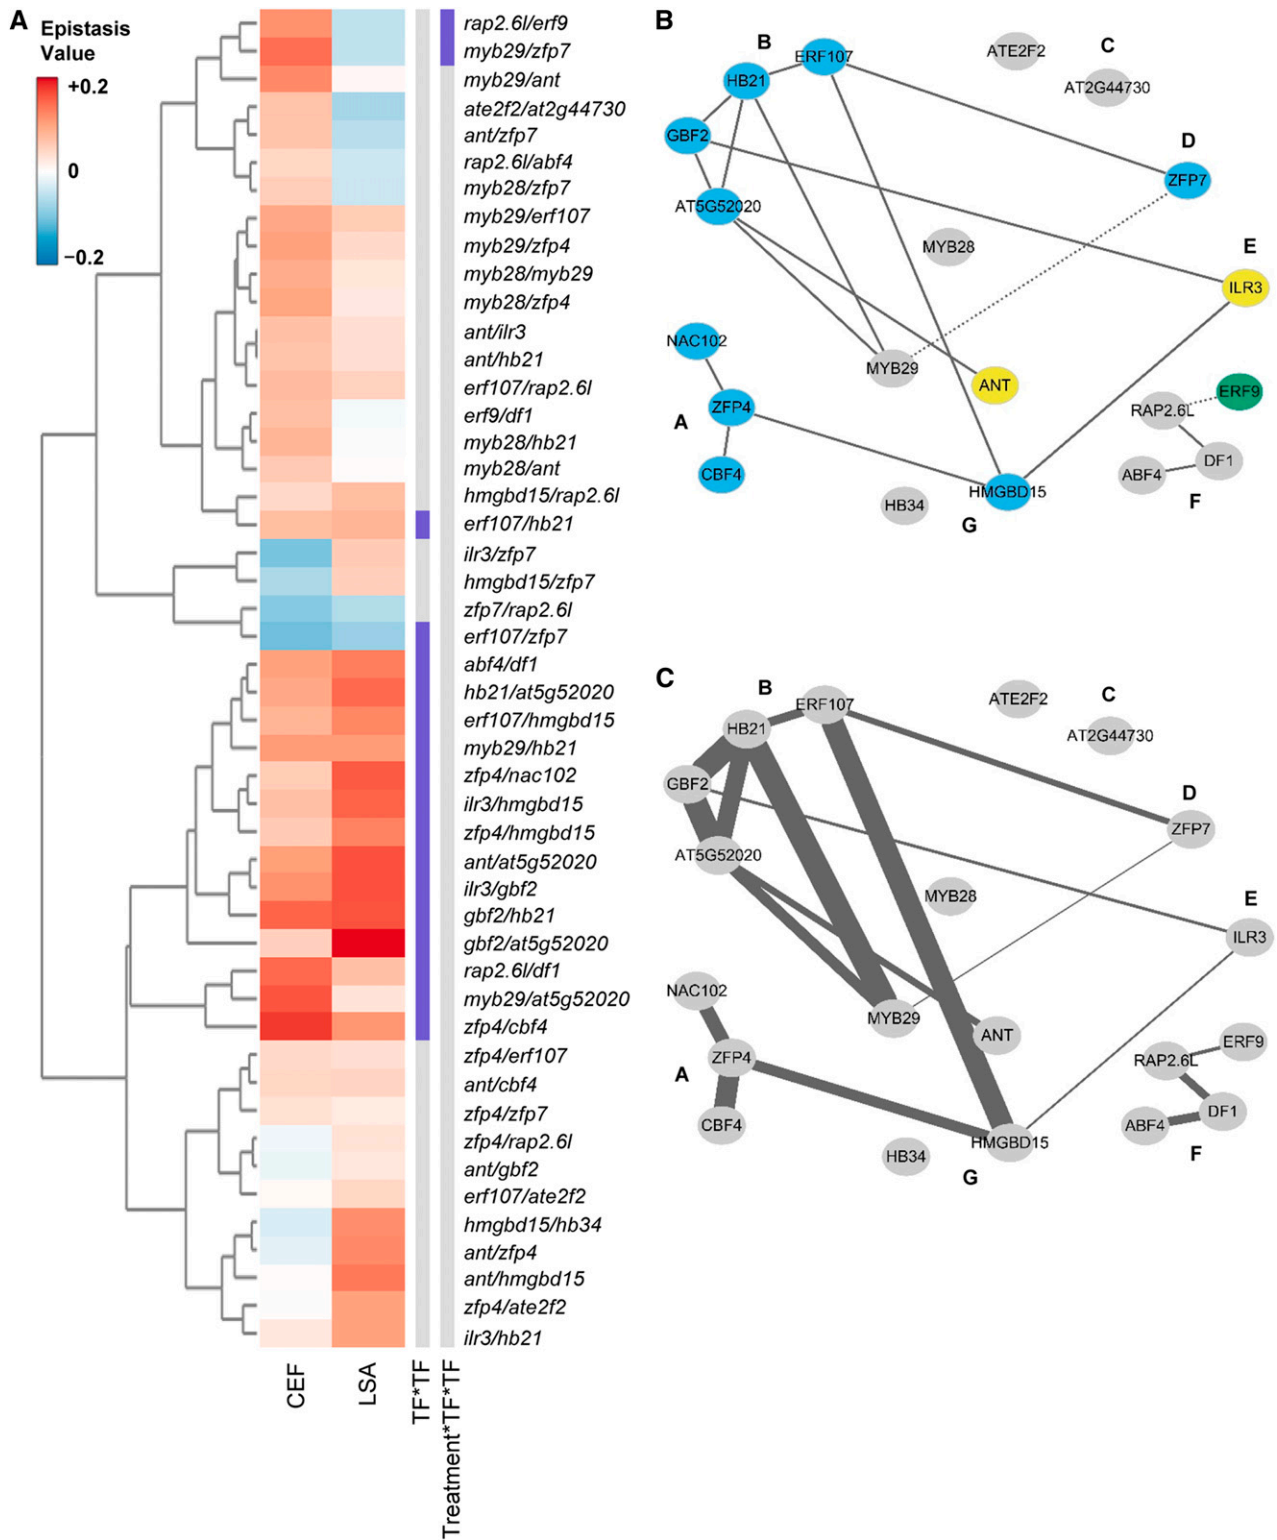 A
Epistasis
Value
+0.2
0
−0.2
rap2.6l/erf9
myb29/zfp7
myb29/ant
ate2f2/at2g44730
ant/zfp7
rap2.6l/abf4
myb28/zfp7
myb29/erf107
myb29/zfp4
myb28/myb29
myb28/zfp4
ant/ilr3
ant/hb21
erf107/rap2.6l
erf9/df1
myb28/hb21
myb28/ant
hmgbd15/rap2.6l
erf107/hb21
ilr3/zfp7
hmgbd15/zfp7
zfp7/rap2.6l
erf107/zfp7
abf4/df1
hb21/at5g52020
erf107/hmgbd15
myb29/hb21
zfp4/nac102
ilr3/hmgbd15
zfp4/hmgbd15
ant/at5g52020
ilr3/gbf2
gbf2/hb21
gbf2/at5g52020
rap2.6l/df1
myb29/at5g52020
zfp4/cbf4
zfp4/erf107
ant/cbf4
zfp4/zfp7
zfp4/rap2.6l
ant/gbf2
erf107/ate2f2
hmgbd15/hb34
ant/zfp4
ant/hmgbd15
zfp4/ate2f2
ilr3/hb21
CEF
LSA
TF*TF
Treatment*TF*TF
B
B
ERF107
ATE2F2
C
HB21
AT2G44730
GBF2
D
ZFP7
AT5G52020
MYB28
E
ILR3
NAC102
MYB29
ANT
ERF9
ZFP4
RAP2.6L
A
CBF4
ABF4
DF1
HB34
HMGBD15
G
F
C
B
ERF107
ATE2F2
C
HB21
AT2G44730
GBF2
D
ZFP7
AT5G52020
MYB28
E
ILR3
NAC102
MYB29
ANT
ERF9
ZFP4
RAP2.6L
A
CBF4
ABF4
DF1
HB34
HMGBD15
G
F